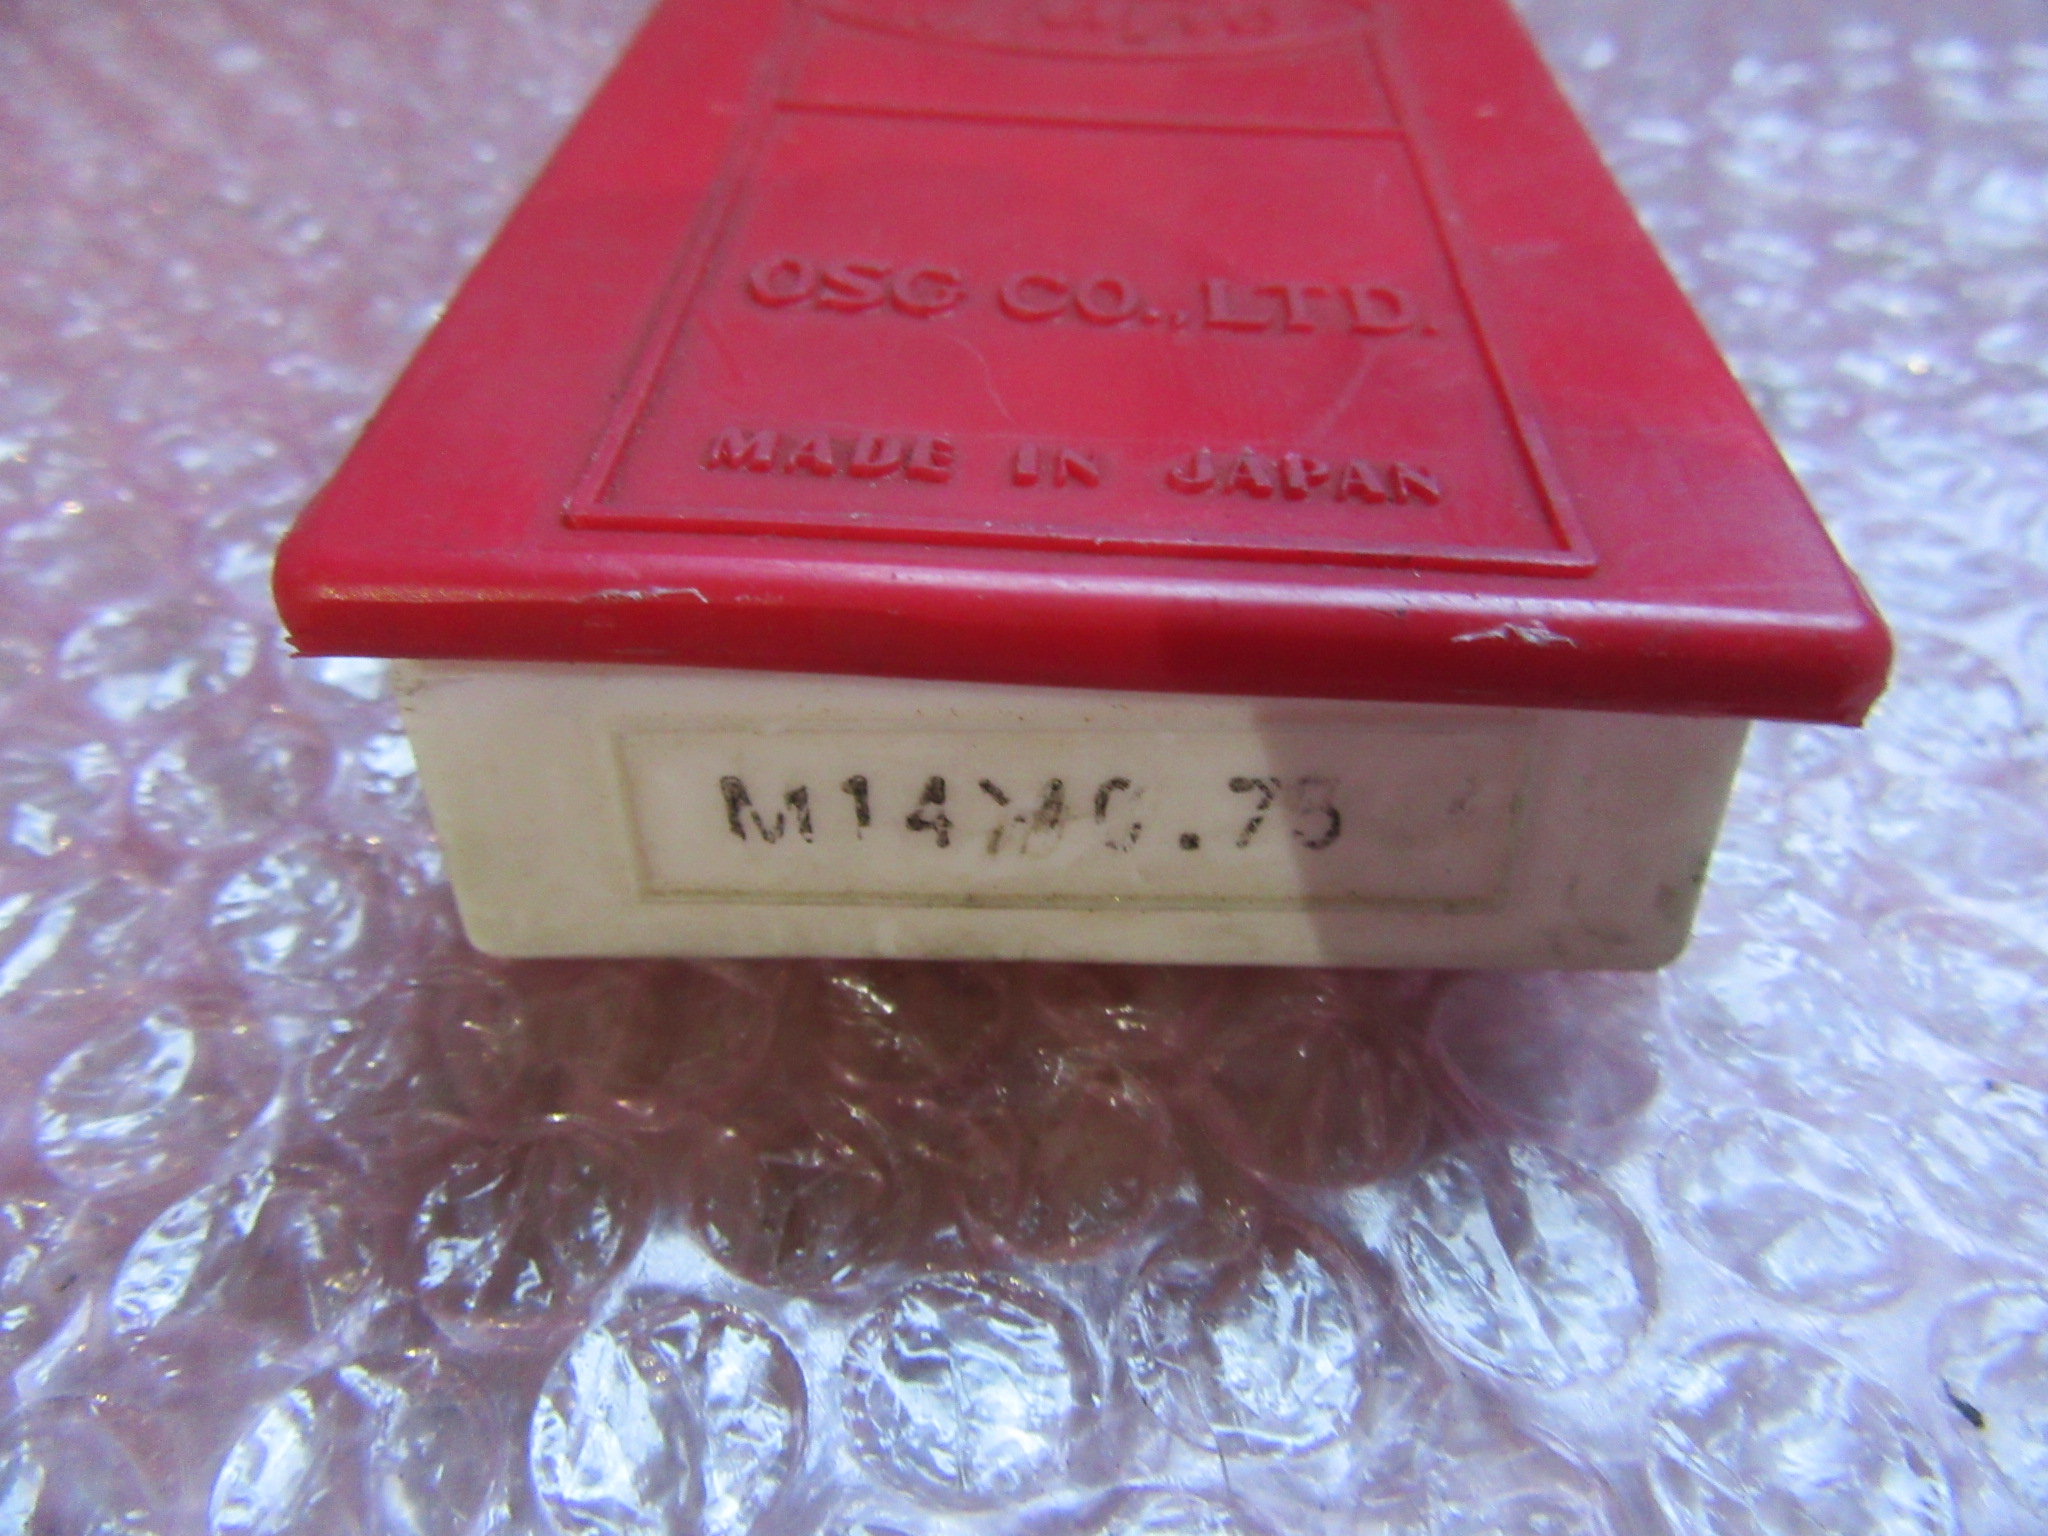 OSG CO., LTD.
MADE IN JAPAN
M14×0.75